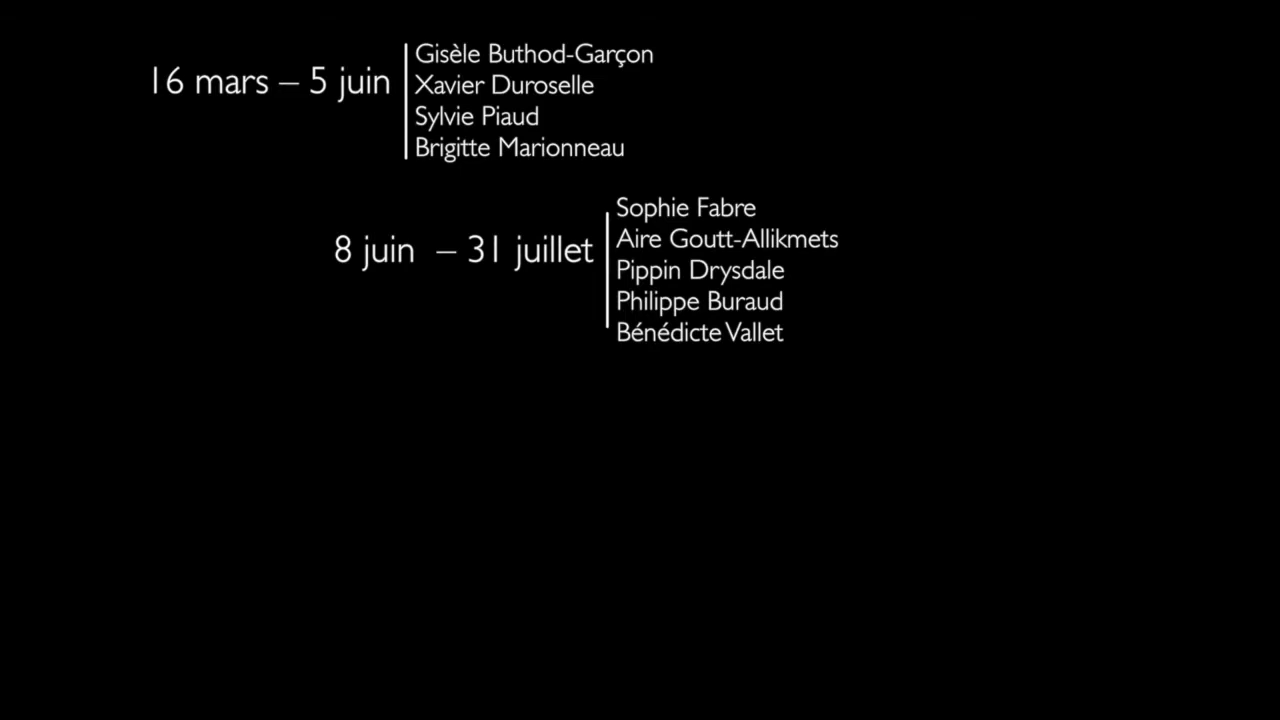 16 mars – 5 juin
Gisèle Buthod-Garçon
Xavier Duroselle
Sylvie Piaud
Brigitte Marionneau
8 juin – 31 juillet
Sophie Fabre
Aire Goutt-Allikmets
Pippin Drysdale
Philippe Buraud
Bénédicte Vallet